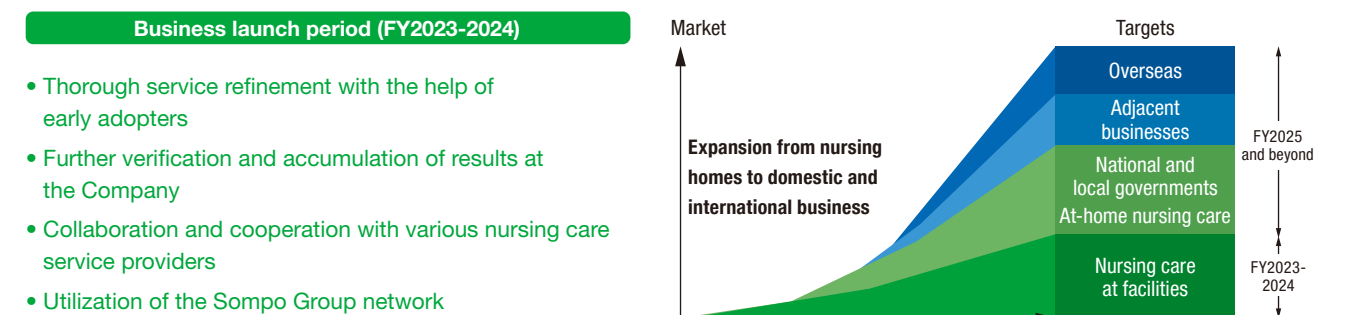 Business launch period (FY2023-2024)
• Thorough service refinement with the help of
early adopters
• Further verification and accumulation of results at
the Company
• Collaboration and cooperation with various nursing care
service providers
• Utilization of the Sompo Group network
Market
Targets
Expansion from nursing
homes to domestic and
international business
Overseas
Adjacent
businesses
National and
local governments
At-home nursing care
Nursing care
at facilities
FY2025
and beyond
FY2023-
2024